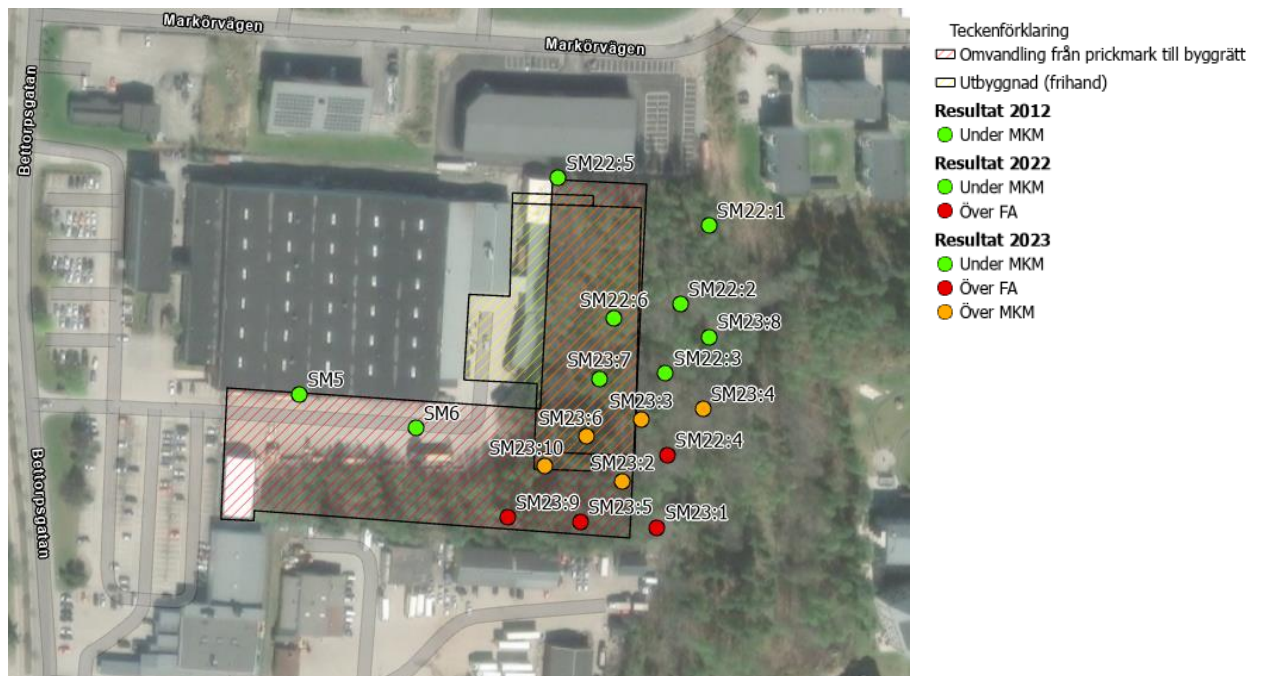 Markörvägen
Markörvägen
Bettorpsgatan
Bettorpsgatan
SM22:5
SM22:1
SM22:2
SM22:6
SM23:8
SM23:7
SM22:3
SM5
SM23:3
SM23:4
SM6
SM23:6
SM22:4
SM23:10
SM23:2
SM23:9
SM23:5
SM23:1
Teckenförklaring
Omvandling från prickmark till byggrätt
Utbyggnad (frihand)
Resultat 2012
Under MKM
Resultat 2022
Under MKM
Över FA
Resultat 2023
Under MKM
Över FA
Över MKM